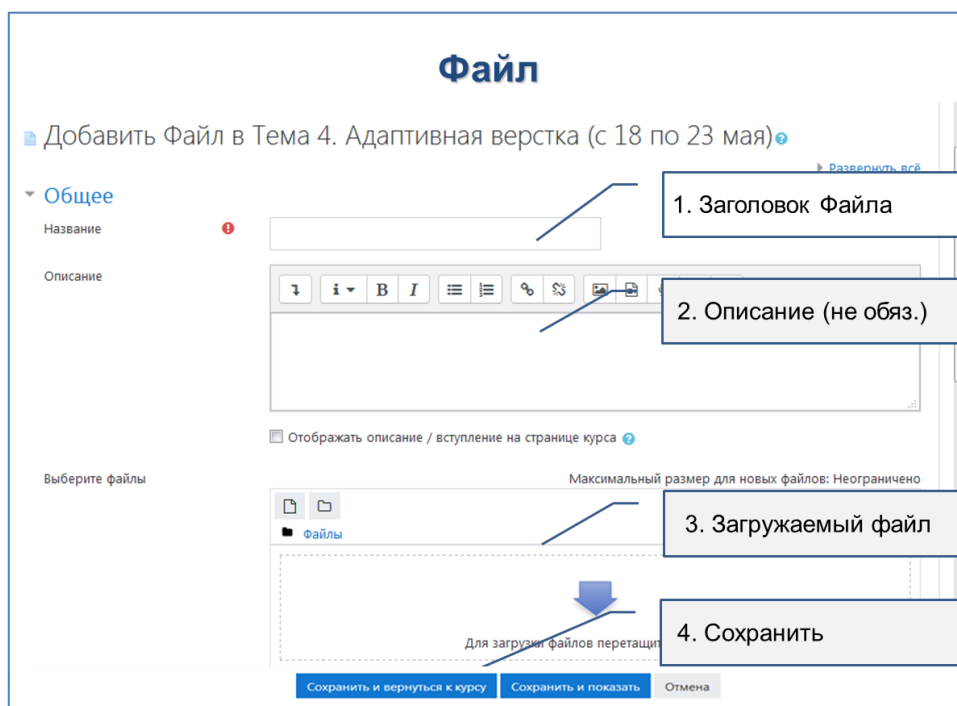 Файл
Добавить Файл в Тема 4. Адаптивная верстка (с 18 по 23 мая)
Развернуть всё
Общее
1. Заголовок Файла
Название
Описание
B I
2. Описание (не обяз.)
Отображать описание / вступление на странице курса
Выберите файлы
Максимальный размер для новых файлов: Неограничено
3. Загружаемый файл
Файлы
4. Сохранить
Для загрузки файлов перетащит
Сохранить и вернуться к курсу Сохранить и показать Отмена